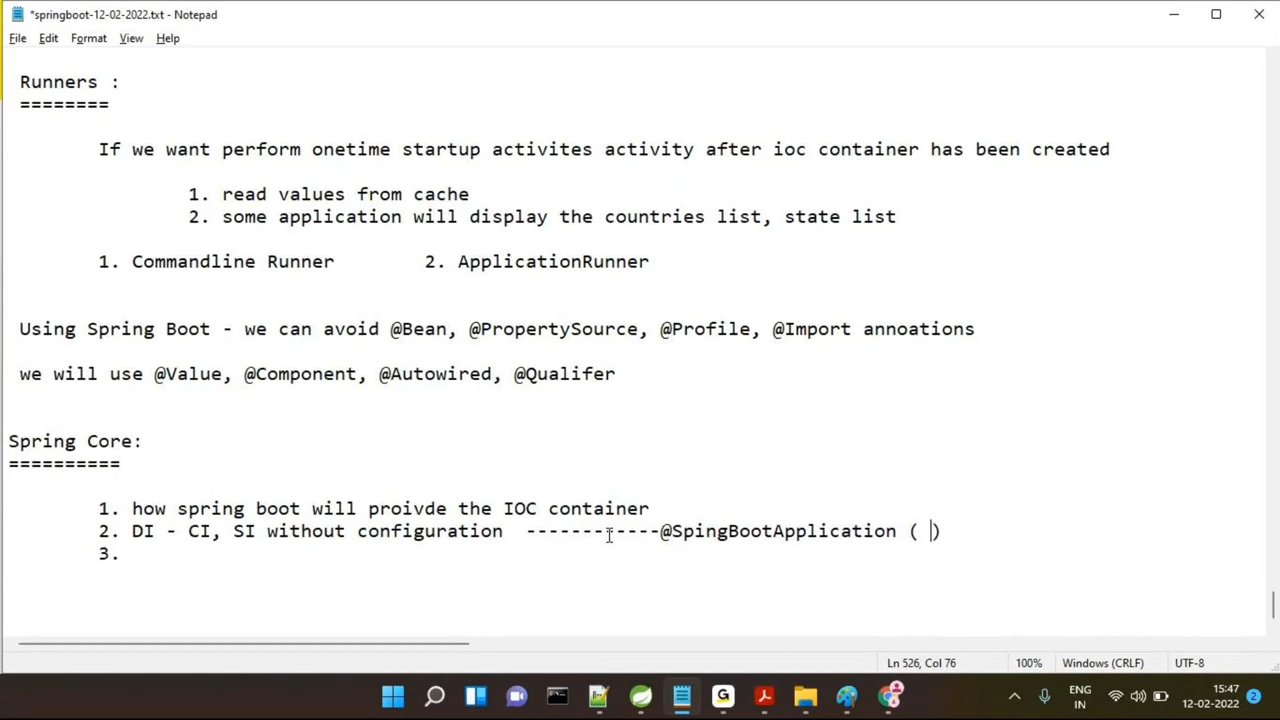 *springboot-12-02-2022.txt - Notepad
File Edit Format View Help
Runners :
========
If we want perform onetime startup activites activity after ioc container has been created
1. read values from cache
2. some application will display the countries list, state list
1. Commandline Runner 2. ApplicationRunner
Using Spring Boot - we can avoid @Bean, @PropertySource, @Profile, @Import annoations
we will use @Value, @Component, @Autowired, @Qualifer
Spring Core:
==========
1. how spring boot will proivde the IOC container
2. DI - CI, SI without configuration ------------@SpingBootApplication ( )
3.
Ln 526, Col 76 100% Windows (CRLF) UTF-8
ENG 15:47
IN 12-02-2022 2